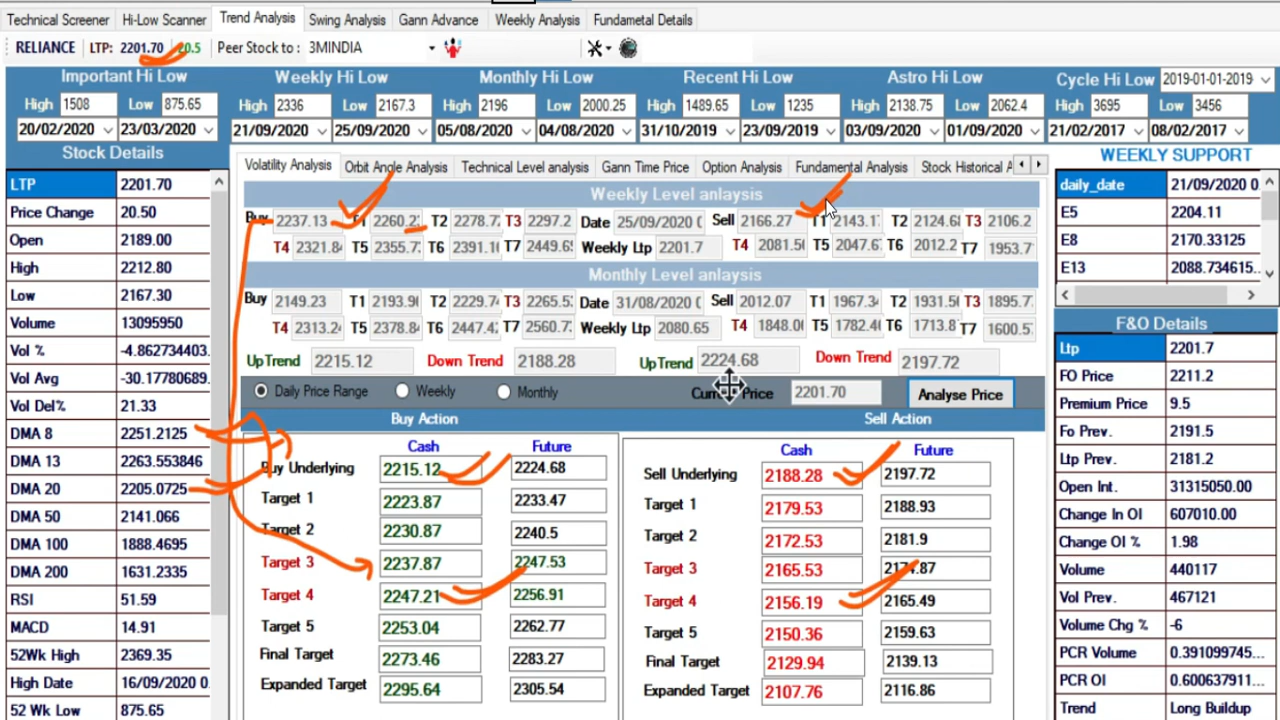 Technical Screener Hi-Low Scanner Trend Analysis Swing Analysis Gann Advance Weekly Analysis Fundametal Details
RELIANCE LTP: 2201.70 20.5 Peer Stock to : 3MINDIA
Important Hi Low Weekly Hi Low Monthly Hi Low Recent Hi Low Astro Hi Low Cycle Hi Low 2019-01-01-2019-
High 1508 Low 875.65 High 2336 Low 2167.3 High 2196 Low 2000.25 High 1489.65 Low 1235 High 2138.75 Low 2062.4 High 3695 Low 3456
20/02/2020 23/03/2020 21/09/2020 25/09/2020 05/08/2020 04/08/2020 31/10/2019 23/09/2019 03/09/2020 01/09/2020 21/02/2017 08/02/2017
Stock Details
LTP 2201.70
Price Change 20.50
Open 2189.00
High 2212.80
Low 2167.30
Volume 13095950
Vol % -4.862734403
Vol Avg -30.17780689
Vol Del% 21.33
DMA 8 2251.2125
DMA 13 2263.553846
DMA 20 2205.0725
DMA 50 2141.066
DMA 100 1888.4695
DMA 200 1631.2335
RSI 51.59
MACD 14.91
52Wk High 2369.35
High Date 16/09/2020 0
52 Wk Low 875.65
Volatility Analysis Orbit Angle Analysis Technical Level analysis Gann Time Price Option Analysis Fundamental Analysis Stock Historical A
Weekly Level anlaysis
Buy 2237.13 T1 2260.2 T2 2278.7 T3 2297.2 Date 25/09/2020 Sell 2166.27 T1 2143.1 T2 2124.6 T3 2106.2
T4 2321.8 T5 2355.7 T6 2391.1 T7 2449.6 Weekly Ltp 2201.7 T4 2081.5 T5 2047.6 T6 2012.2 T7 1953.7
Monthly Level anlaysis
Buy 2149.23 T1 2193.9 T2 2229.7 T3 2265.5 Date 31/08/2020 Sell 2012.07 T1 1967.3 T2 1931.5 T3 1895.7
T4 2313.2 T5 2378.8 T6 2447.4 T7 2560.7 Weekly Ltp 2080.65 T4 1848.0 T5 1782.4 T6 1713.8 T7 1600.5
UpTrend 2215.12 Down Trend 2188.28 UpTrend 2224.68 Down Trend 2197.72
Daily Price Range Weekly Monthly Price 2201.70 Analyse Price
Buy Action Sell Action
Cash Future
Buy Underlying 2215.12 2224.68
Target 1 2223.87 2233.47
Target 2 2230.87 2240.5
Target 3 2237.87 2247.53
Target 4 2247.21 2256.91
Target 5 2253.04 2262.77
Final Target 2273.46 2283.27
Expanded Target 2295.64 2305.54
Cash Future
Sell Underlying 2188.28 2197.72
Target 1 2179.53 2188.93
Target 2 2172.53 2181.9
Target 3 2165.53
Target 4 2156.19 2165.49
Target 5 2150.36 2159.63
Final Target 2129.94 2139.13
Expanded Target 2107.76 2116.86
WEEKLY SUPPORT
daily_date 21/09/2020 0
E5 2204.11
E8 2170.33125
E13 2088.734615...
F&O Details
Ltp 2201.7
FO Price 2211.2
Premium Price 9.5
Fo Prev. 2191.5
Ltp Prev. 2181.2
Open Int. 31315050.00
Change In OI 607010.00
Change OI % 1.98
Volume 440117
Vol Prev. 467121
Volume Chg % -6
PCR Volume 0.391099745...
PCR OI 0.600637911...
Trend Long Buildup